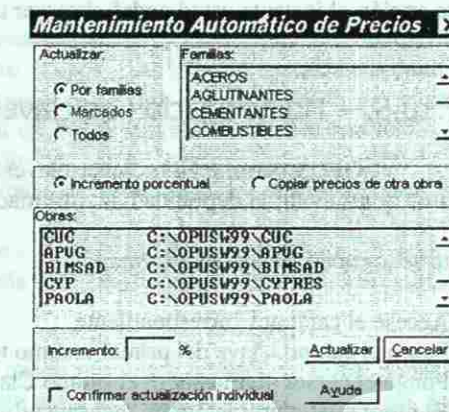 Mantenimiento Automático de Precios
Actualizar:
Por familias
Marcados
Todos
Familias:
ACEROS
AGLUTINANTES
CEMENTANTES
COMBUSTIBLES
Incremento porcentual
Copiar precios de otra obra
Obras:
CUC C:\OPUSW99\CUC
APUG C:\OPUSW99\APUG
BIMSAD C:\OPUSW99\BIMSAD
CYP C:\OPUSW99\CYPRES
PAOLA C:\OPUSW99\PAOLA
Incremento: %
Actualizar
Cancelar
Confirmar actualización individual
Ayuda